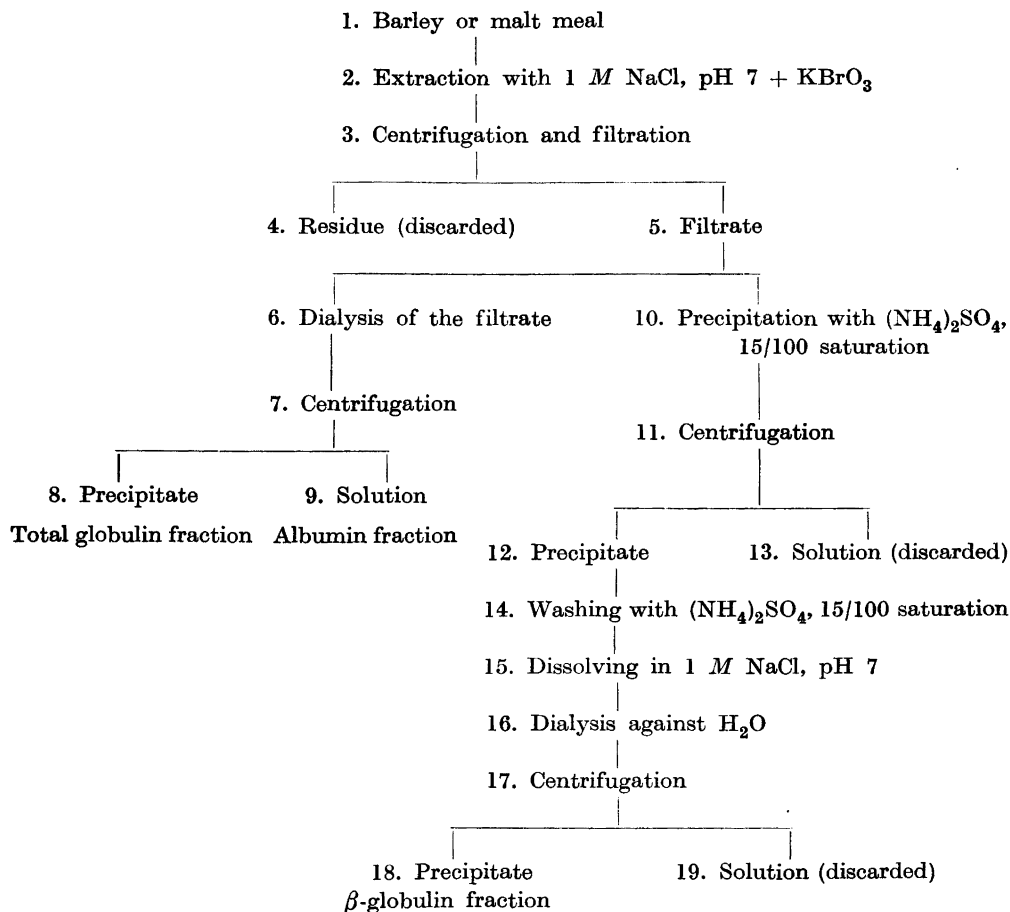 1. Barley or malt meal
2. Extraction with 1 M NaCl, pH 7 + KBrO₃
3. Centrifugation and filtration
4. Residue (discarded)
5. Filtrate
6. Dialysis of the filtrate
10. Precipitation with (NH₄)₂SO₄,
15/100 saturation
7. Centrifugation
11. Centrifugation
8. Precipitate
Total globulin fraction
9. Solution
Albumin fraction
12. Precipitate
13. Solution (discarded)
14. Washing with (NH₄)₂SO₄, 15/100 saturation
15. Dissolving in 1 M NaCl, pH 7
16. Dialysis against H₂O
17. Centrifugation
18. Precipitate
β-globulin fraction
19. Solution (discarded)